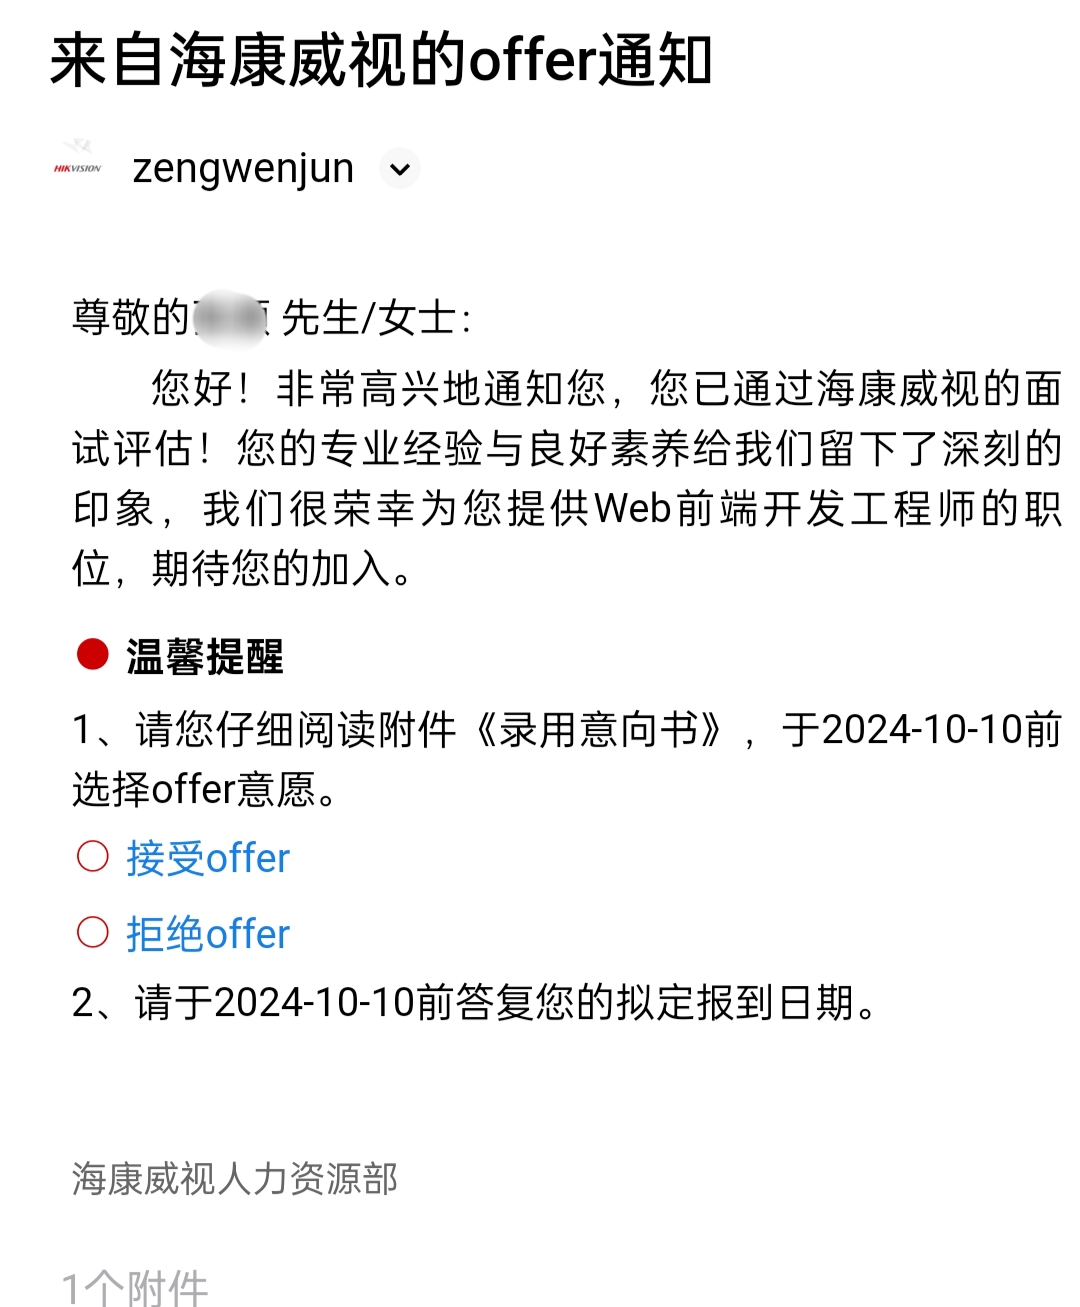 来自海康威视的offer通知
HIKVISION
zengwenjun
尊敬的 先生/女士：
您好！非常高兴地通知您，您已通过海康威视的面
试评估！您的专业经验与良好素养给我们留下了深刻的
印象，我们很荣幸为您提供Web前端开发工程师的职
位，期待您的加入。
温馨提醒
1、请您仔细阅读附件《录用意向书》，于2024-10-10前
选择offer意愿。
接受offer
拒绝offer
2、请于2024-10-10前答复您的拟定报到日期。
海康威视人力资源部
1个附件